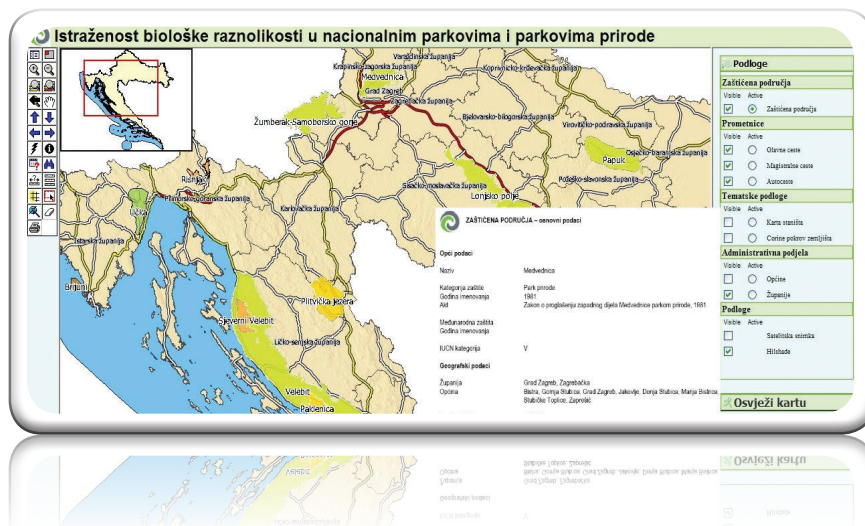 Istraženost biološke raznolikosti u nacionalnim parkovima i parkovima prirode
Varaždinska županija
Krapinsko-zagorska županija
Koprivničko-križevačka županija
Medvednica
Grad Zagreb
Zagrebačka županija
Žumberak-Samoborsko gorje
Bjelovarsko-bilogorska županija
Virovitičko-podravska županija
Osječko-baranjska županija
Papuk
Požeško-slavonska županija
Risnjak
Sisačko-moslavačka županija
Lonjsko polje
Primorsko-goranska županija
Karlovačka županija
Učka
Istarska županija
Brijuni
Plitvička jezera
Sjeverni Velebit
Ličko-senjska županija
Velebit
Paklenica
ZAŠTIĆENA PODRUČJA – osnovni podaci
Opći podaci
Naziv Medvednica
Kategorija zaštite Park prirode
Godina imenovanja 1981
Akt Zakon o proglašenju zapadnog dijela Medvednice parkom prirode, 1981.
Međunarodna zaštita
Godina imenovanja
IUCN kategorija V
Geografski podaci
Županija Grad Zagreb, Zagrebačka
Općina Bistra, Gornja Stubica, Grad Zagreb, Jakovlje, Donja Stubica, Marija Bistrica
Stubičke Toplice, Zaprešić
Podloge
Zaštićena područja
Visible Active
Zaštićena područja
Prometnice
Visible Active
Glavne ceste
Magistralne ceste
Autoceste
Tematske podloge
Visible Active
Karta staništa
Corine pokrov zemljišta
Administrativna podjela
Visible Active
Općine
Županije
Podloge
Visible Active
Satelitska snimka
Hilshade
Osvježi kartu